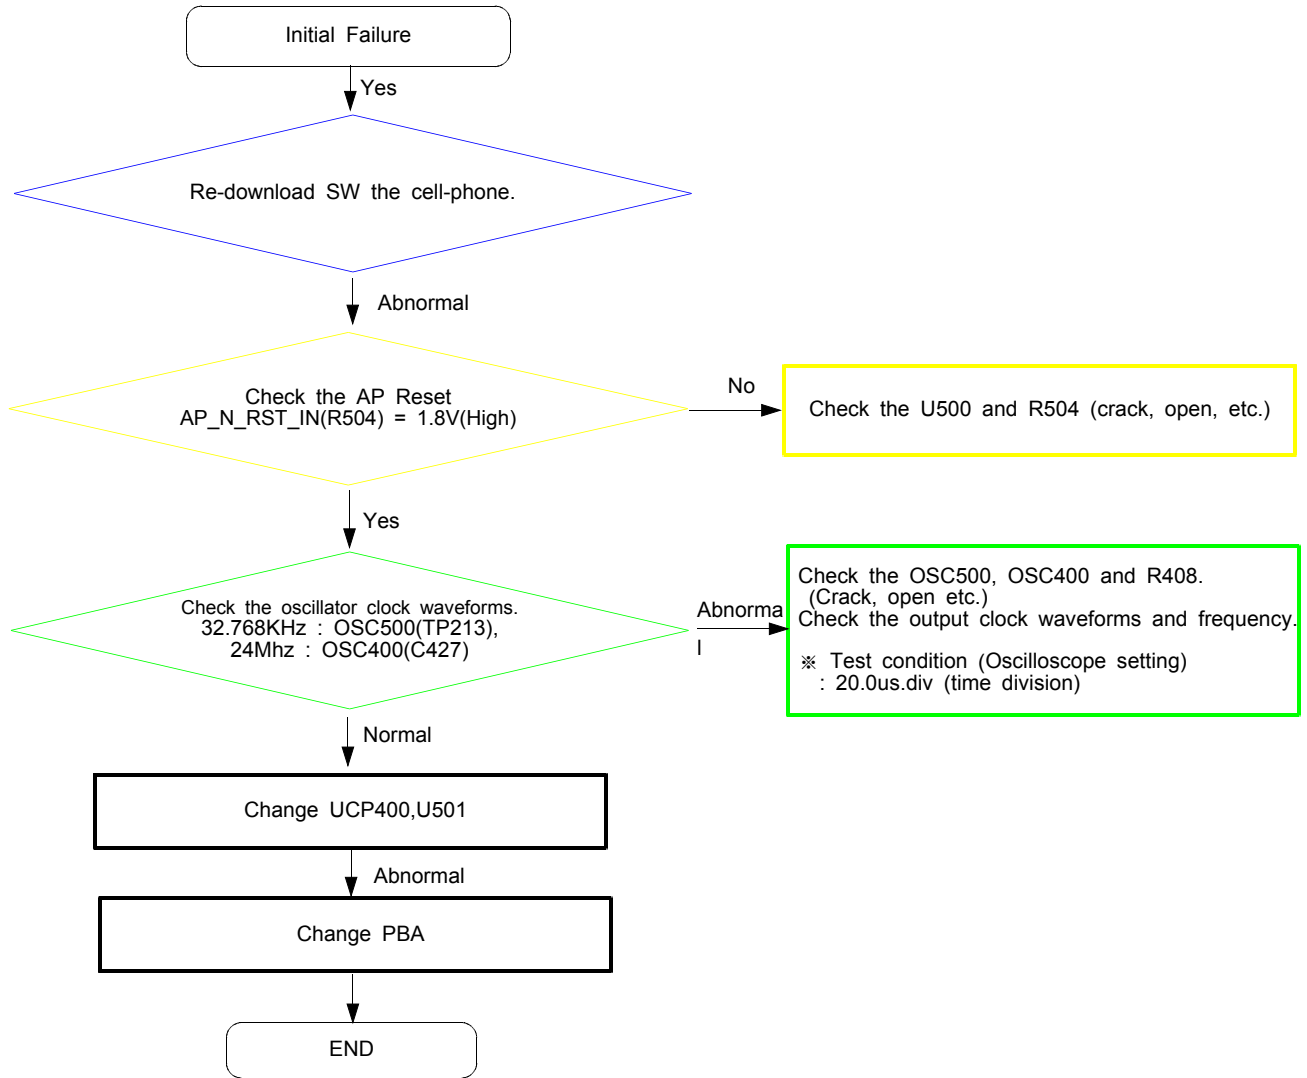 Initial Failure
Yes
Re-download SW the cell-phone.
Abnormal
Check the AP Reset
AP_N_RST_IN(R504) = 1.8V(High)
No
Check the U500 and R504 (crack, open, etc.)
Yes
Check the oscillator clock waveforms.
32.768KHz : OSC500(TP213),
24Mhz : OSC400(C427)
Abnorma
l
Check the OSC500, OSC400 and R408.
(Crack, open etc.)
Check the output clock waveforms and frequency.
※ Test condition (Oscilloscope setting)
: 20.0us.div (time division)
Normal
Change UCP400,U501
Abnormal
Change PBA
END